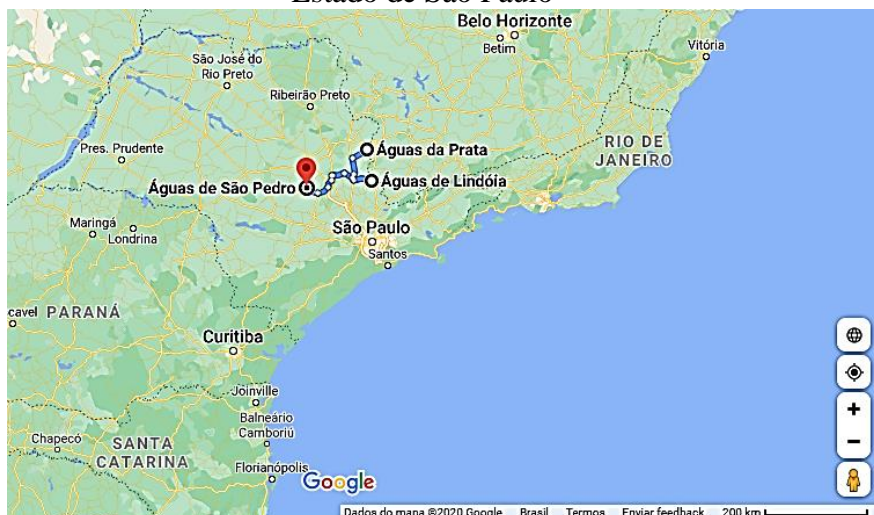 Estado de São Paulo
Belo Horizonte
Betim
Vitória
São José do
Rio Preto
Ribeirão Preto
Pres. Prudente
Águas da Prata
RIO DE
JANEIRO
Águas de São Pedro
Águas de Lindóia
Maringá
Londrina
São Paulo
Santos
cavel
PARANÁ
Curitiba
Joinville
Balneário
Camboriú
Chapecó
SANTA
CATARINA
Florianópolis
Google
Dados do mapa ©2020 Google Brasil Termos Enviar feedback 200 km